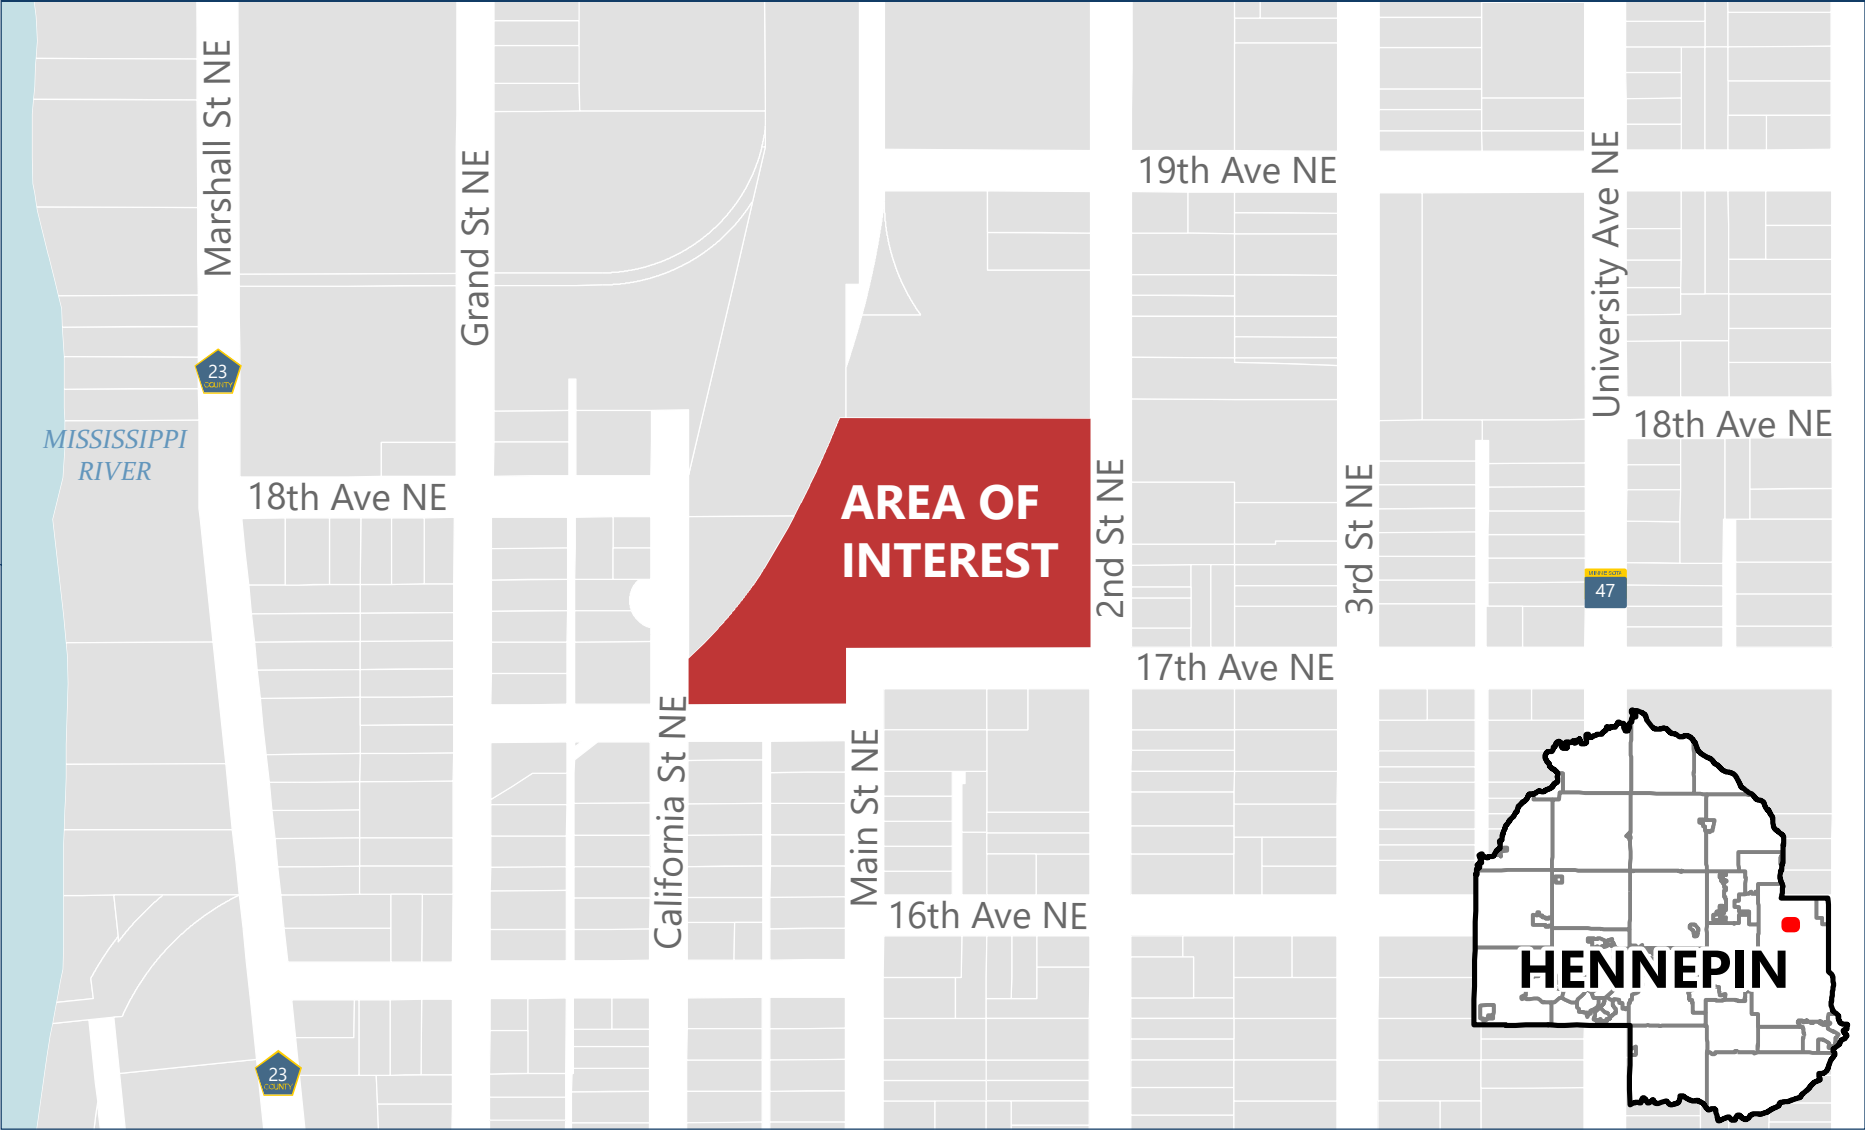 Marshall St NE
Grand St NE
19th Ave NE
University Ave NE
23
COUNTY
MISSISSIPPI
RIVER
18th Ave NE
18th Ave NE
AREA OF
INTEREST
2nd St NE
3rd St NE
MINNESOTA
47
17th Ave NE
California St NE
Main St NE
16th Ave NE
HENNEPIN
23
COUNTY